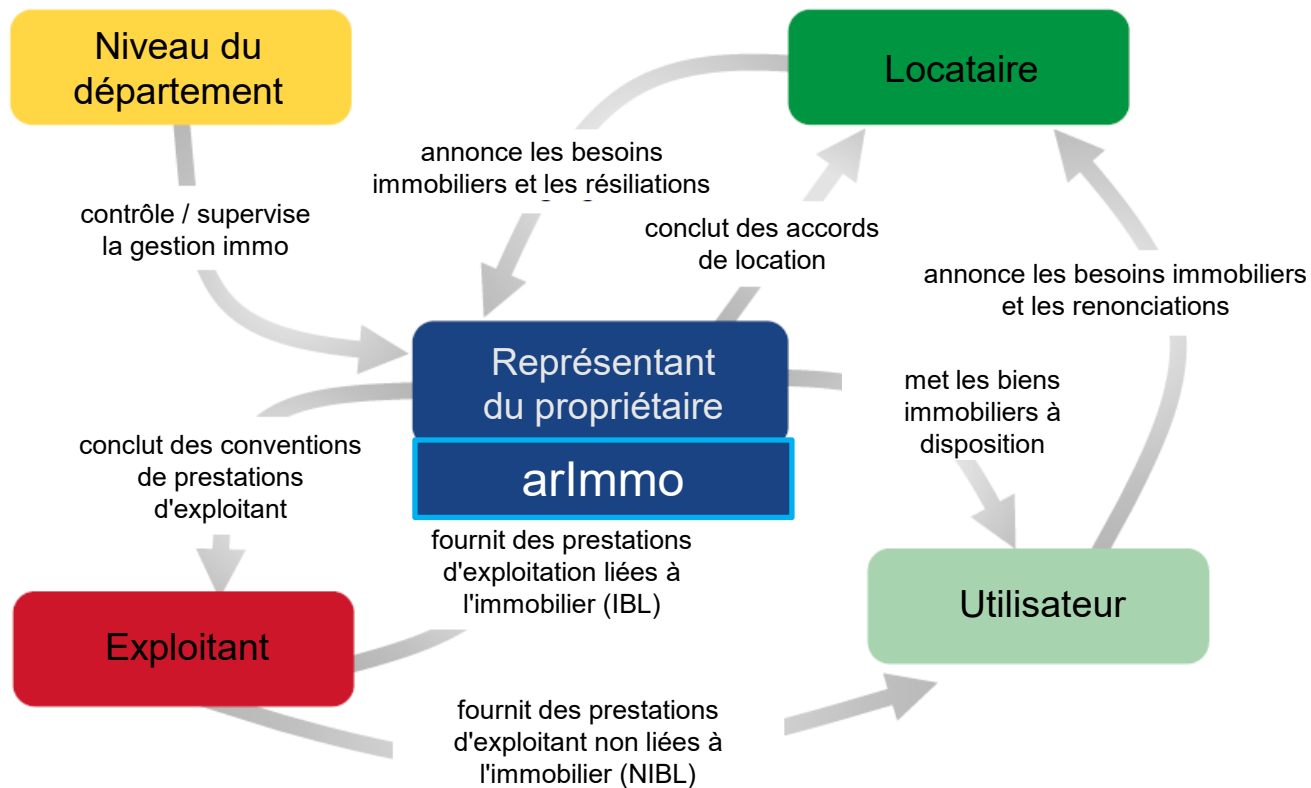 Niveau du
département
Locataire
annonce les besoins
immobiliers et les résiliations
contrôle / supervise
la gestion immo
conclut des accords
de location
annonce les besoins immobiliers
et les renonciations
Représentant
du propriétaire
arImmo
met les biens
immobiliers à
disposition
conclut des conventions
de prestations
d'exploitant
fournit des prestations
d'exploitation liées à
l'immobilier (IBL)
Exploitant
Utilisateur
fournit des prestations
d'exploitant non liées à
l'immobilier (NIBL)